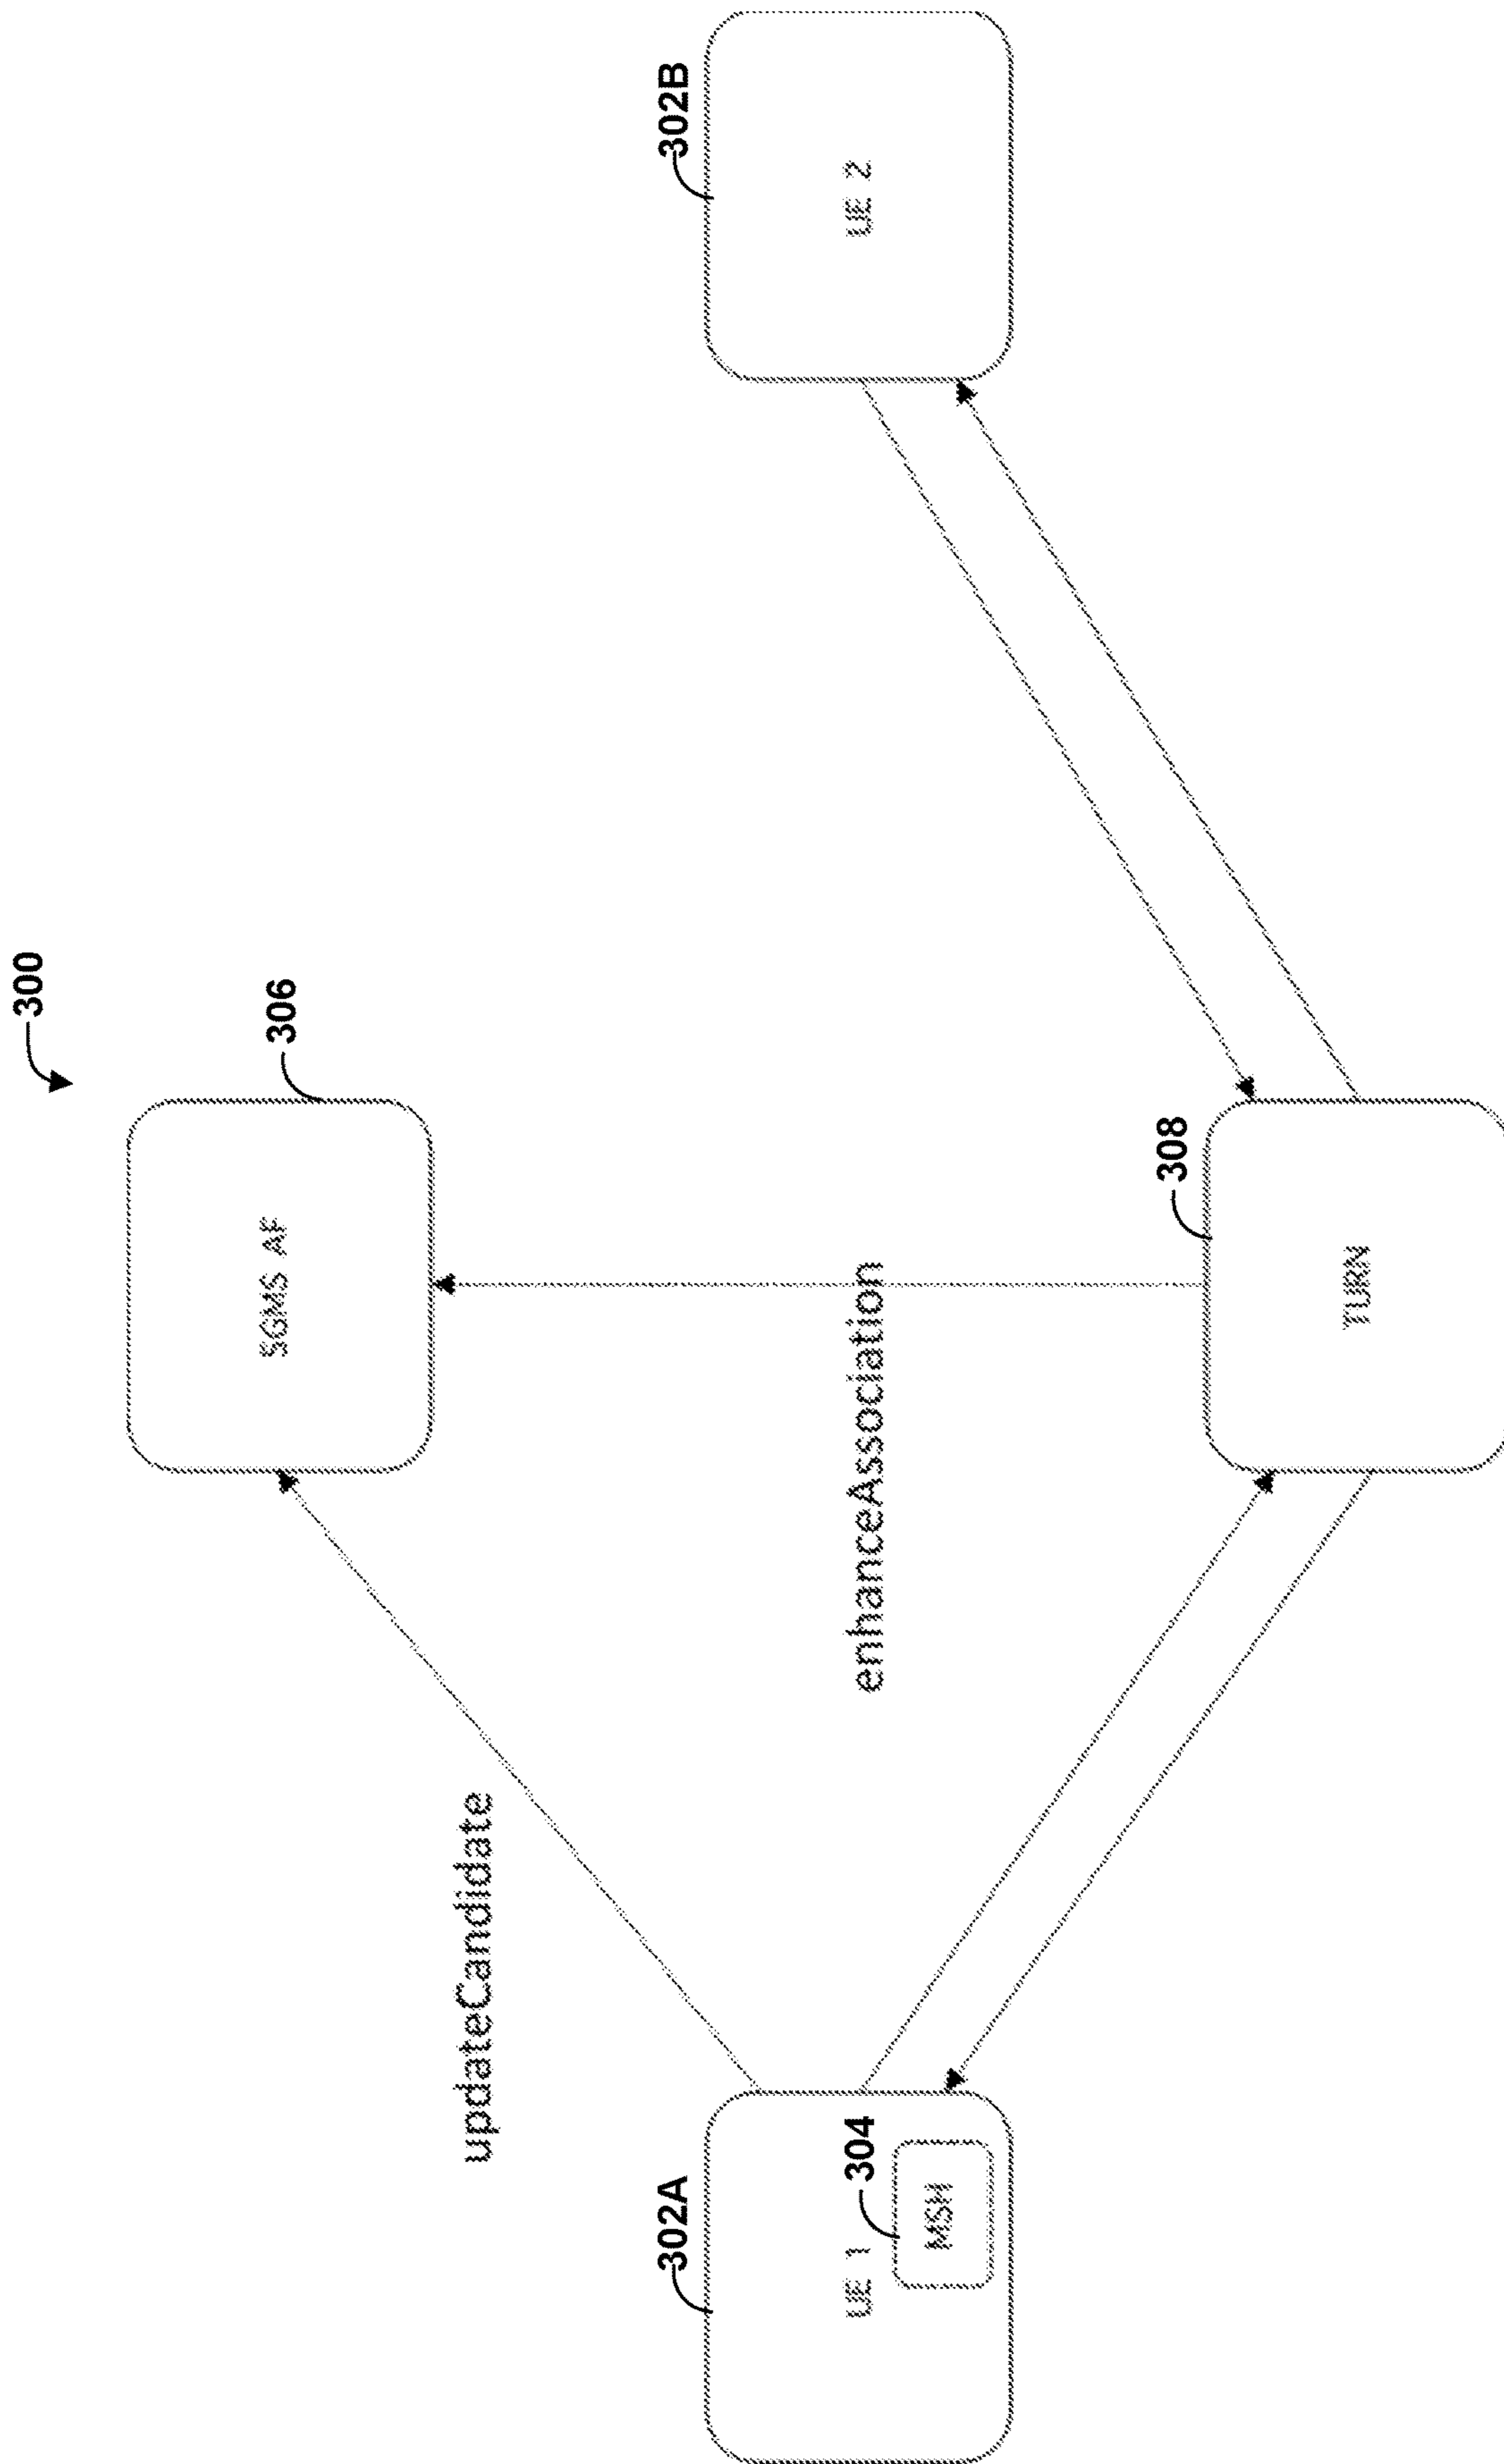 300
306
5GMS AF
updateCandidate
302A
UE 1
304
MSH
enhanceAssociation
302B
UE 2
308
TURN